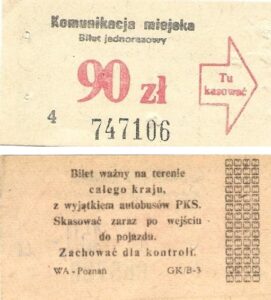 Komunikacja miejska
Bilet jednorazowy
90 zł
Tu
kasować
4 747106
Bilet ważny na terenie
całego kraju,
z wyjątkiem autobusów PKS.
Skasować zaraz po wejściu
do pojazdu.
Zachować dla kontroli.
WA - Poznań GK/B-3